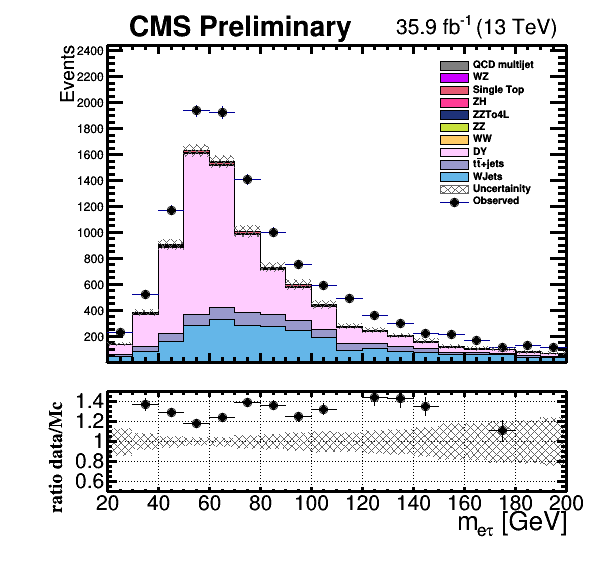 CMS Preliminary 35.9 fb⁻¹ (13 TeV)
Events
2400
2200
2000
1800
1600
1400
1200
1000
800
600
400
200
QCD multijet
WZ
Single Top
ZH
ZZTo4L
ZZ
WW
DY
tt̅+jets
WJets
Uncertainity
Observed
ratio data/Mc
1.4
1.2
1
0.8
0.6
20 40 60 80 100 120 140 160 180 200
m_eτ [GeV]